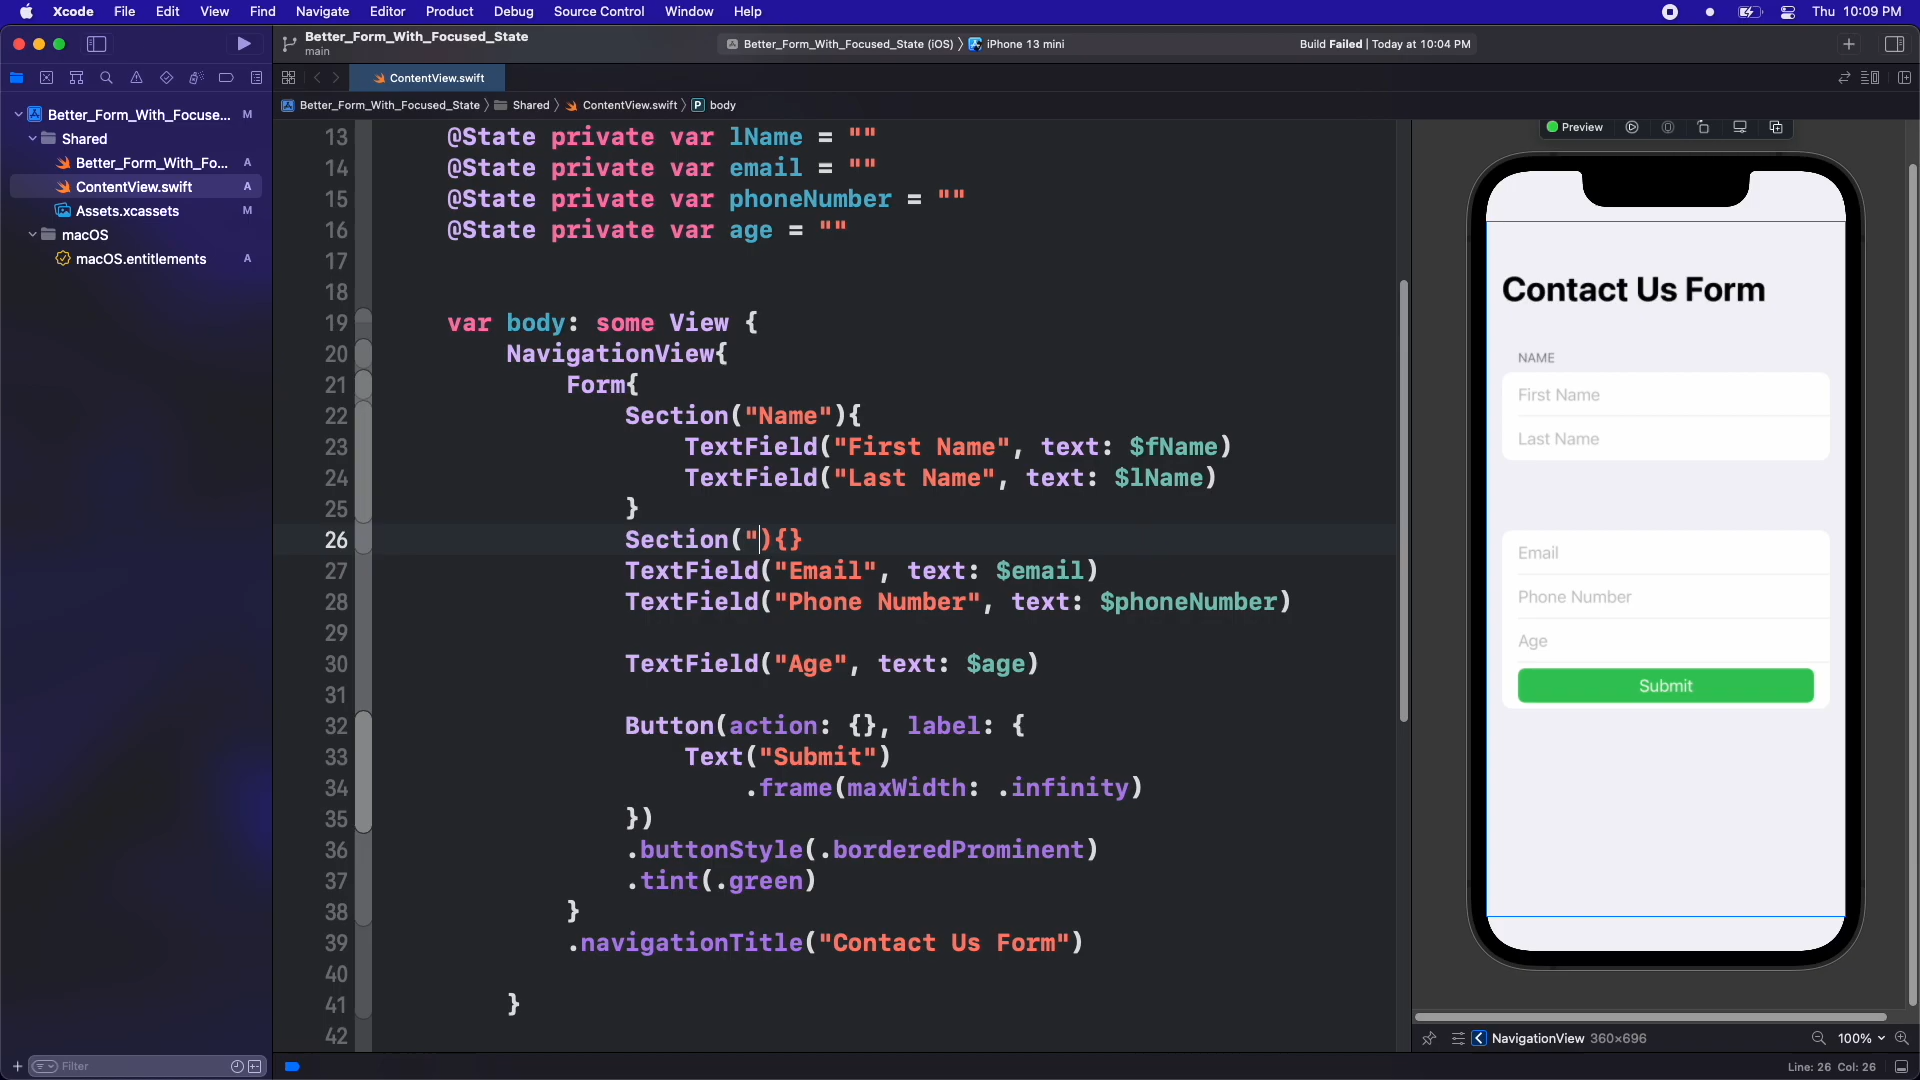 Xcode File Edit View Find Navigate Editor Product Debug Source Control Window Help Thu 10:09 PM
Better_Form_With_Focused_State
main
Better_Form_With_Focused_State (iOS) 〉 iPhone 13 mini
Build Failed | Today at 10:04 PM
ContentView.swift
Better_Form_With_Focused_State 〉 Shared 〉 ContentView.swift 〉 P body
Better_Form_With_Focuse... M
Shared
Better_Form_With_Fo... A
ContentView.swift A
Assets.xcassets M
macOS
macOS.entitlements A
Filter
13 @State private var lName = ""
14 @State private var email = ""
15 @State private var phoneNumber = ""
16 @State private var age = ""
17
18
19 var body: some View {
20 NavigationView{
21 Form{
22 Section("Name"){
23 TextField("First Name", text: $fName)
24 TextField("Last Name", text: $lName)
25 }
26 Section("){}
27 TextField("Email", text: $email)
28 TextField("Phone Number", text: $phoneNumber)
29
30 TextField("Age", text: $age)
31
32 Button(action: {}, label: {
33 Text("Submit")
34 .frame(maxWidth: .infinity)
35 })
36 .buttonStyle(.borderedProminent)
37 .tint(.green)
38 }
39 .navigationTitle("Contact Us Form")
40
41 }
42
Preview
Contact Us Form
NAME
First Name
Last Name
Email
Phone Number
Age
Submit
NavigationView 360×696
100%
Line: 26 Col: 26